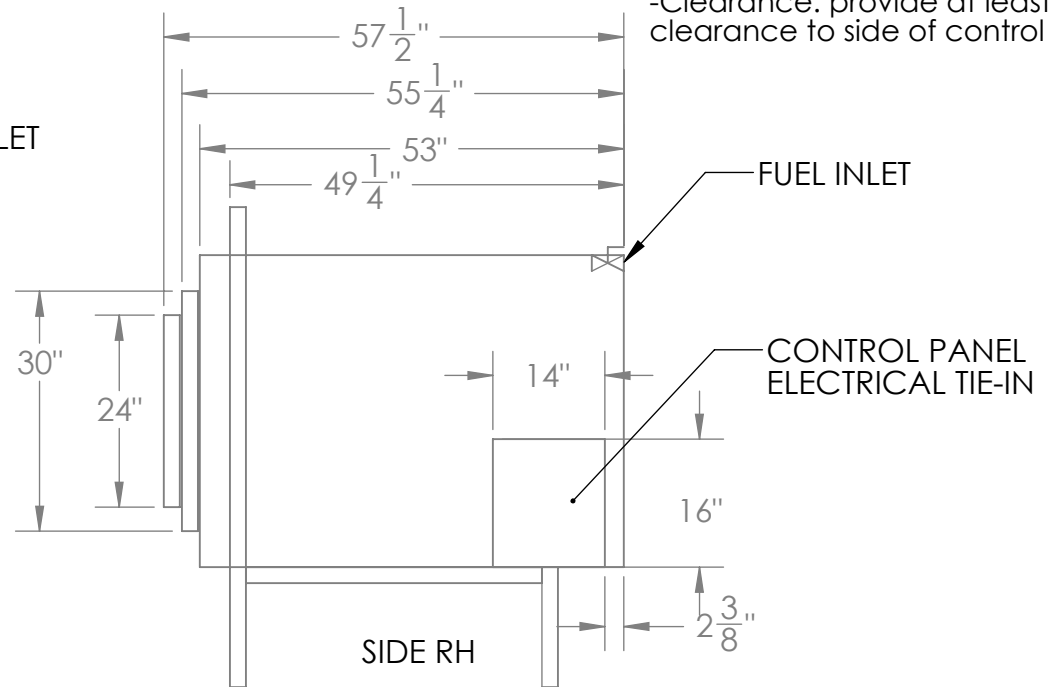 -Clearance: provide at least
clearance to side of control
57 1/2"
55 1/4"
LET
53"
49 1/4"
FUEL INLET
CONTROL PANEL
ELECTRICAL TIE-IN
30"
14"
24"
16"
2 3/8"
SIDE RH